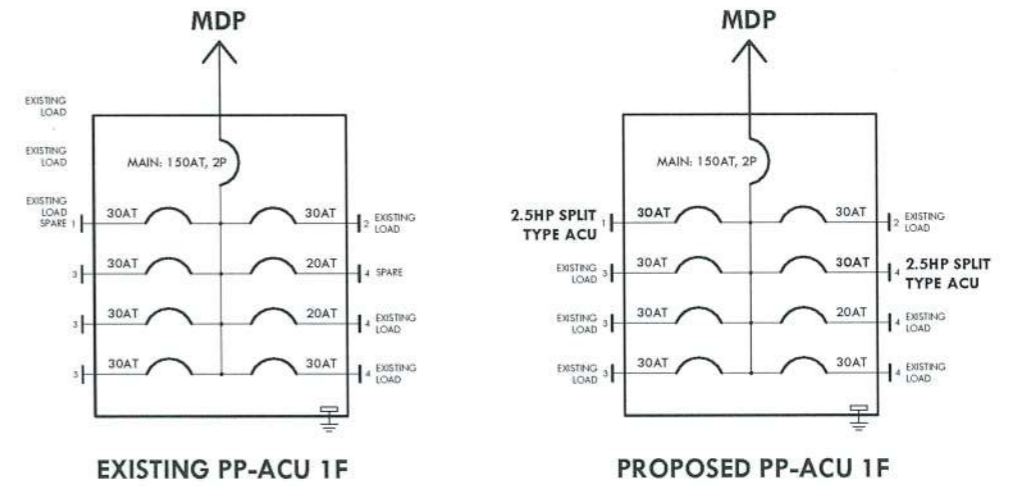 MDP
EXISTING
LOAD
EXISTING
LOAD
MAIN: 150AT, 2P
EXISTING
LOAD
SPARE 1
30AT
30AT
2 EXISTING
LOAD
3
30AT
20AT
4 SPARE
3
30AT
20AT
4 EXISTING
LOAD
3
30AT
30AT
4 EXISTING
LOAD
EXISTING PP-ACU 1F
MDP
MAIN: 150AT, 2P
2.5HP SPLIT 1
TYPE ACU
30AT
30AT
2 EXISTING
LOAD
EXISTING 3
LOAD
30AT
30AT
4 2.5HP SPLIT
TYPE ACU
EXISTING 3
LOAD
30AT
20AT
4 EXISTING
LOAD
EXISTING 3
LOAD
30AT
30AT
4 EXISTING
LOAD
PROPOSED PP-ACU 1F